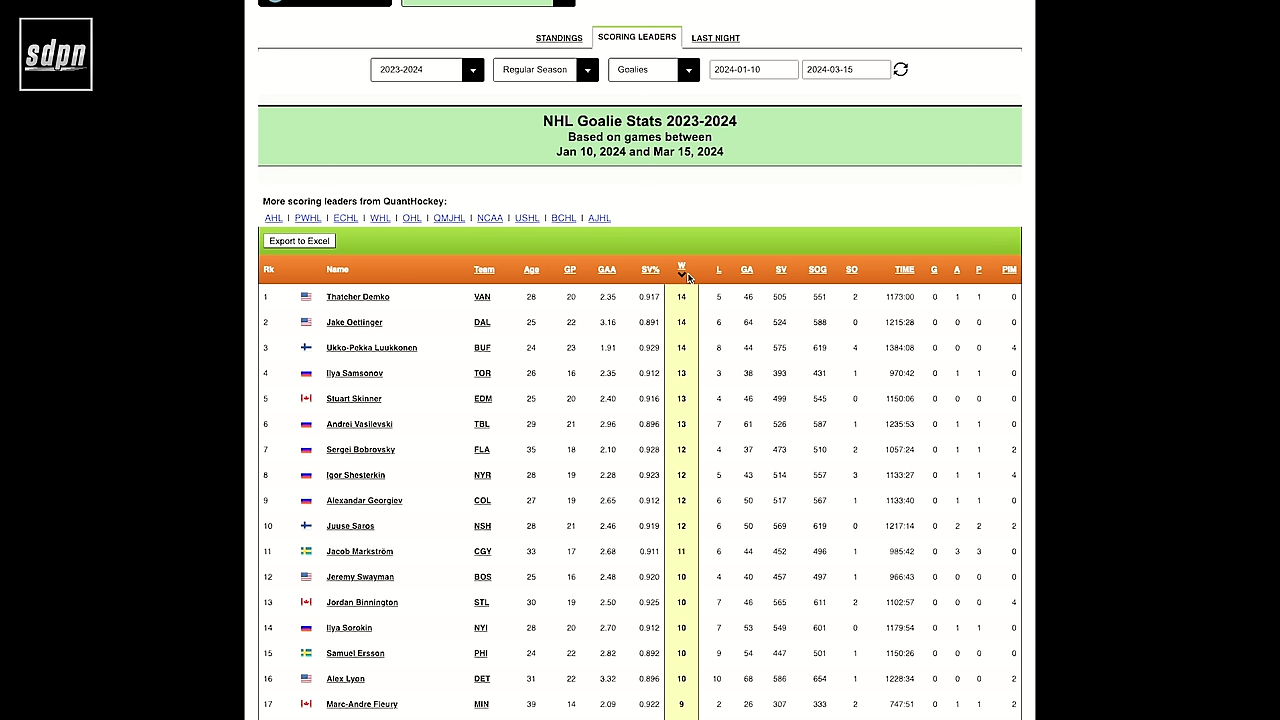 sdpn
STANDINGS SCORING LEADERS LAST NIGHT
2023-2024 Regular Season Goalies 2024-01-10 2024-03-15
NHL Goalie Stats 2023-2024
Based on games between
Jan 10, 2024 and Mar 15, 2024
More scoring leaders from QuantHockey:
AHL | PWHL | ECHL | WHL | OHL | QMJHL | NCAA | USHL | BCHL | AJHL
Export to Excel
Rk Name Team Age GP GAA SV% W L GA SV SOG SO TIME G A P PIM
1 Thatcher Demko VAN 28 20 2.35 0.917 14 5 46 505 551 2 1173:00 0 1 1 0
2 Jake Oettinger DAL 25 22 3.16 0.891 14 6 64 524 588 0 1215:28 0 0 0 0
3 Ukko-Pekka Luukkonen BUF 24 23 1.91 0.929 14 8 44 575 619 4 1384:08 0 0 0 4
4 Ilya Samsonov TOR 26 16 2.35 0.912 13 3 38 393 431 1 970:42 0 1 1 0
5 Stuart Skinner EDM 25 20 2.40 0.916 13 4 46 499 545 0 1150:06 0 0 0 0
6 Andrei Vasilevski TBL 29 21 2.96 0.896 13 7 61 526 587 1 1235:53 0 1 1 0
7 Sergei Bobrovsky FLA 35 18 2.10 0.928 12 4 37 473 510 2 1057:24 0 1 1 2
8 Igor Shesterkin NYR 28 19 2.28 0.923 12 5 43 514 557 3 1133:27 0 1 1 4
9 Alexandar Georgiev COL 27 19 2.65 0.912 12 6 50 517 567 1 1133:40 0 1 1 0
10 Juuse Saros NSH 28 21 2.46 0.919 12 6 50 569 619 0 1217:14 0 2 2 2
11 Jacob Markström CGY 33 17 2.68 0.911 11 6 44 452 496 1 985:42 0 3 3 0
12 Jeremy Swayman BOS 25 16 2.48 0.920 10 4 40 457 497 1 966:43 0 0 0 0
13 Jordan Binnington STL 30 19 2.50 0.925 10 7 46 565 611 2 1102:57 0 0 0 4
14 Ilya Sorokin NYI 28 20 2.70 0.912 10 7 53 549 601 0 1179:54 0 1 1 0
15 Samuel Ersson PHI 24 22 2.82 0.892 10 9 54 447 501 1 1150:26 0 0 0 0
16 Alex Lyon DET 31 22 3.32 0.896 10 10 68 586 654 1 1228:34 0 0 0 2
17 Marc-Andre Fleury MIN 39 14 2.09 0.922 9 2 26 307 333 2 747:51 0 1 1 2